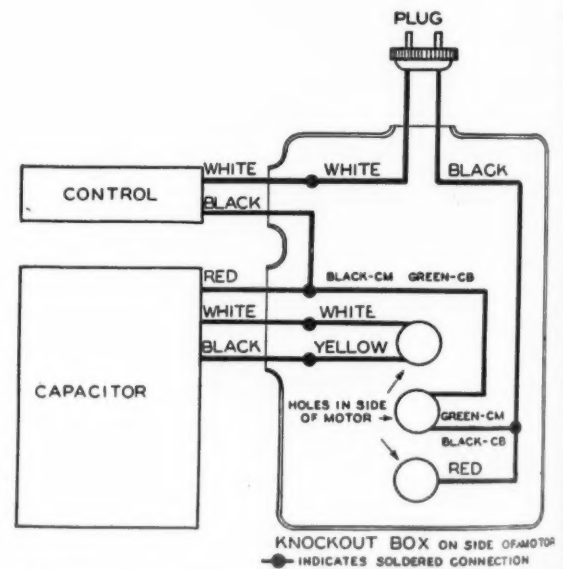 PLUG
WHITE WHITE BLACK
CONTROL
BLACK
RED BLACK-CM GREEN-CB
WHITE WHITE
BLACK YELLOW
CAPACITOR
HOLES IN SIDE
OF MOTOR
GREEN-CM
BLACK-CB
RED
KNOCKOUT BOX ON SIDE OF MOTOR
INDICATES SOLDERED CONNECTION